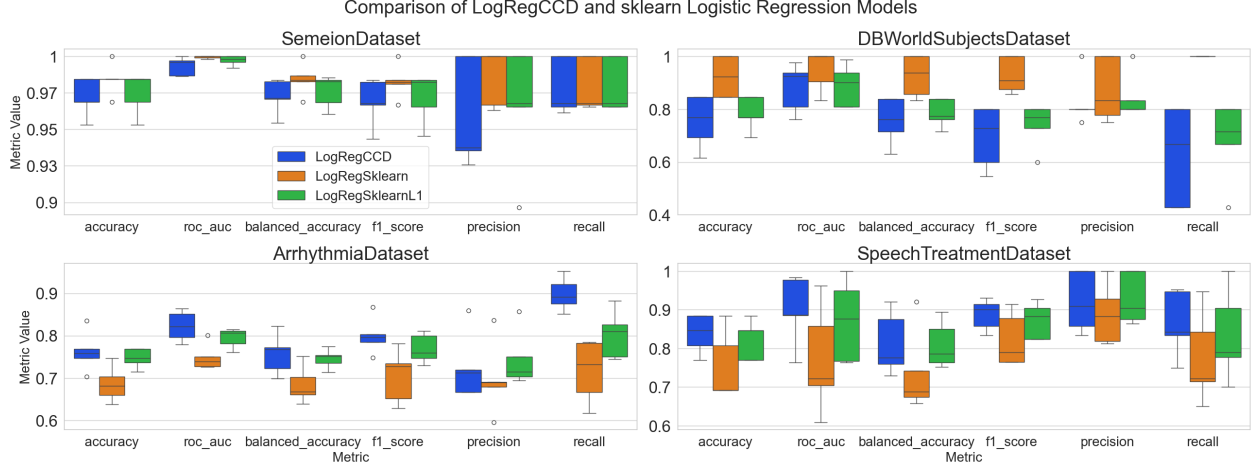 Comparison of LogRegCCD and sklearn Logistic Regression Models
SemeionDataset
Metric Value
1
0.97
0.95
0.93
0.9
LogRegCCD
LogRegSklearn
LogRegSklearnL1
accuracy roc_auc balanced_accuracy f1_score precision recall
DBWorldSubjectsDataset
1
0.8
0.6
0.4
accuracy roc_auc balanced_accuracy f1_score precision recall
ArrhythmiaDataset
Metric Value
0.9
0.8
0.7
0.6
accuracy roc_auc balanced_accuracy f1_score precision recall
Metric
SpeechTreatmentDataset
1
0.9
0.8
0.7
0.6
accuracy roc_auc balanced_accuracy f1_score precision recall
Metric